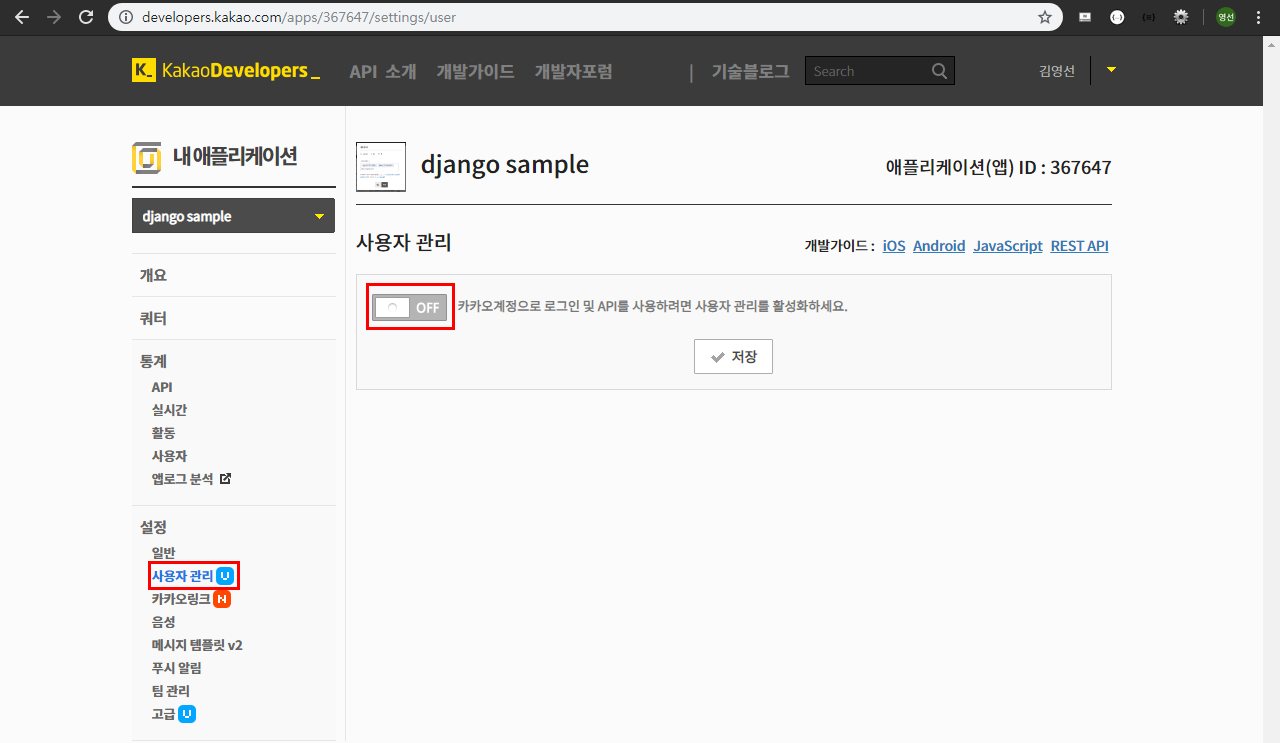 developers.kakao.com/apps/367647/settings/user
영선
K_ KakaoDevelopers_ API 소개 개발가이드 개발자포럼 | 기술블로그 Search 김영선
내 애플리케이션
django sample
개요
쿼터
통계
API
실시간
활동
사용자
앱로그 분석
설정
일반
사용자 관리 U
카카오링크 N
음성
메시지 템플릿 v2
푸시 알림
팀 관리
고급 U
django sample 애플리케이션(앱) ID : 367647
사용자 관리 개발가이드 : iOS Android JavaScript REST API
OFF 카카오계정으로 로그인 및 API를 사용하려면 사용자 관리를 활성화하세요.
저장